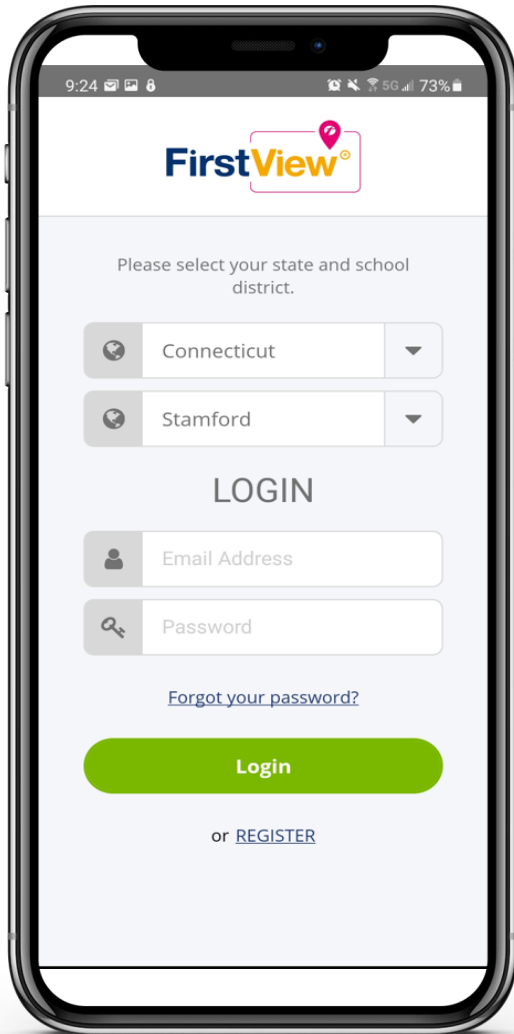 9:24 5G 73%
FirstView®
Please select your state and school
district.
Connecticut
Stamford
LOGIN
Email Address
Password
Forgot your password?
Login
or REGISTER